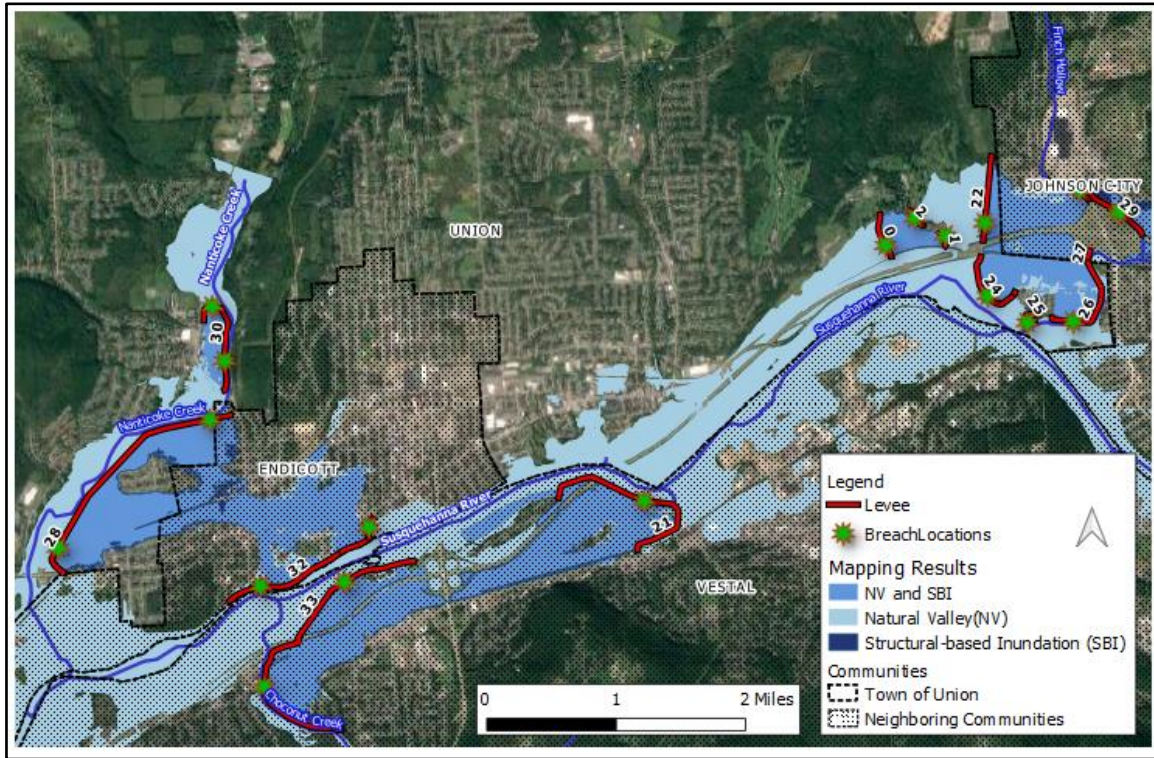 Finch Hollow
JOHNSON CITY
22
29
2
0
1
27
Nanticoke Creek
UNION
24
25
26
Susquehanna River
30
Nanticoke Creek
ENDICOTT
Susquehanna River
21
28
32
33
VESTAL
Choconut Creek
0 1 2 Miles
Legend
Levee
BreachLocations
Mapping Results
NV and SBI
Natural Valley(NV)
Structural-based Inundation (SBI)
Communities
Town of Union
Neighboring Communities